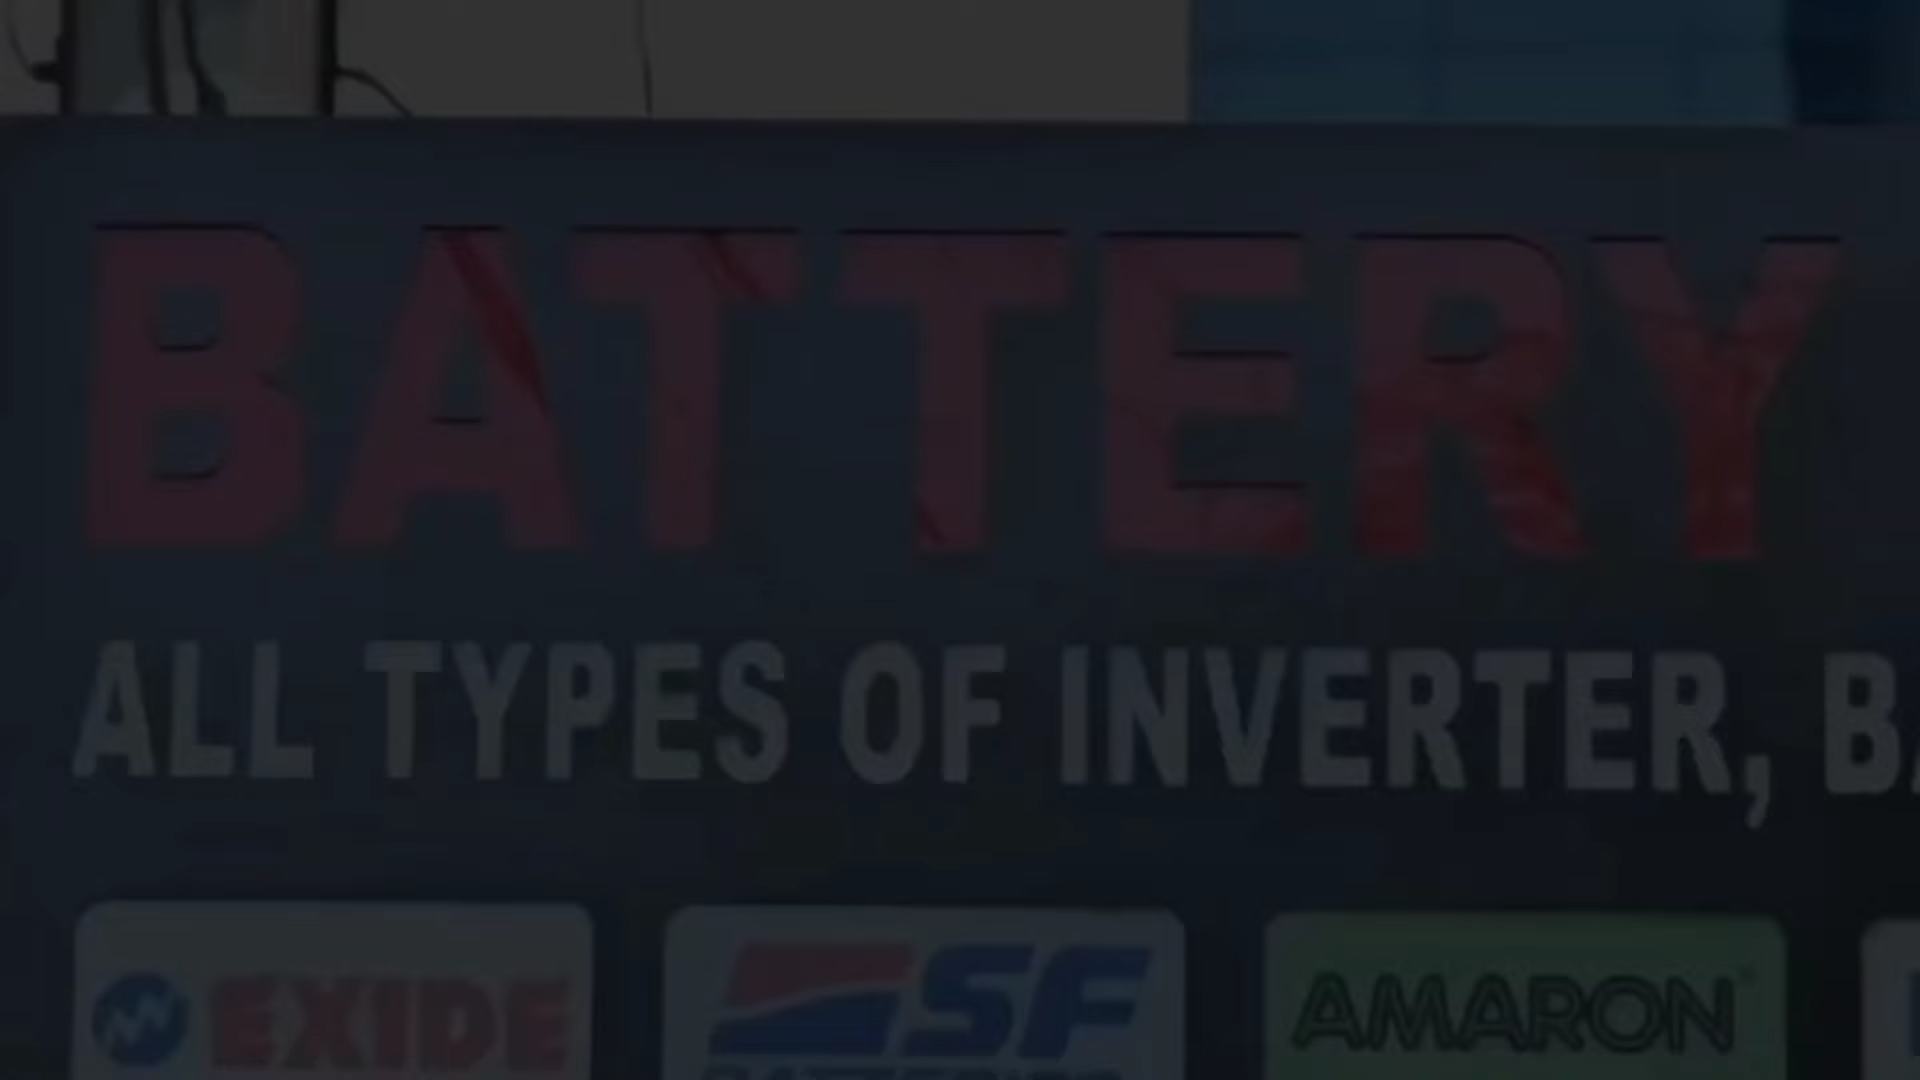 BATTERY
ALL TYPES OF INVERTER,
EXIDE
SF
AMARON